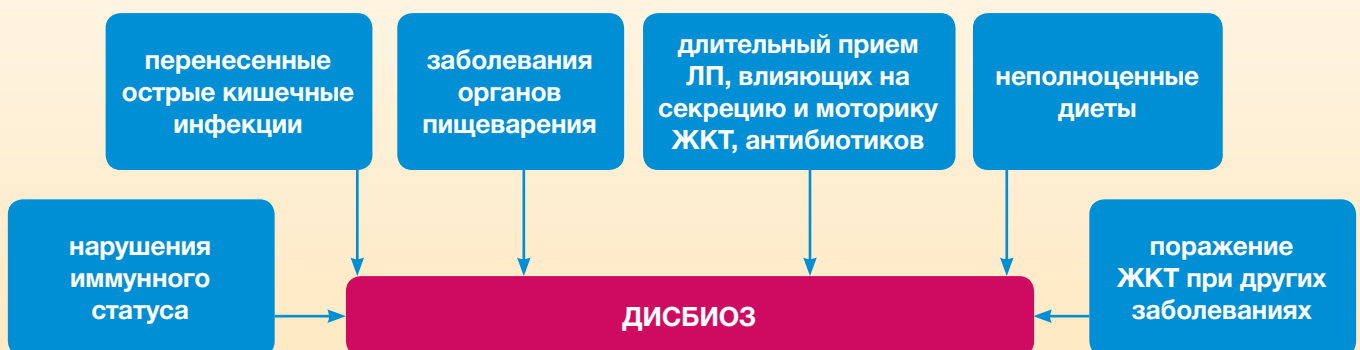 перенесенные
острые кишечные
инфекции
заболевания
органов
пищеварения
длительный прием
ЛП, влияющих на
секрецию и моторику
ЖКТ, антибиотиков
неполноценные
диеты
нарушения
иммунного
статуса
ДИСБИОЗ
поражение
ЖКТ при других
заболеваниях